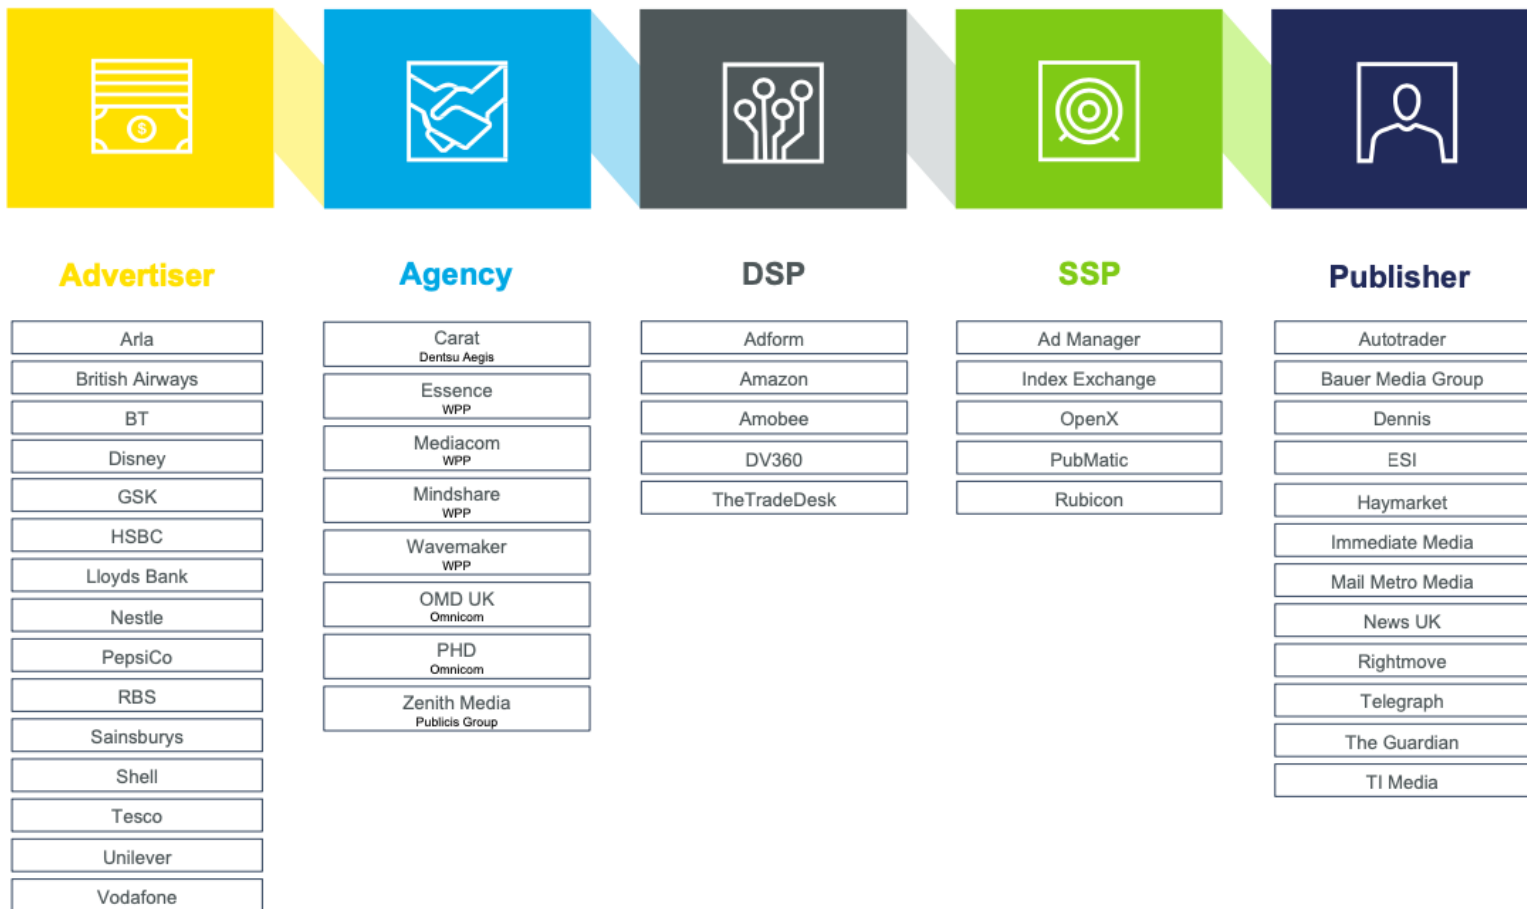 $
Advertiser
Arla
British Airways
BT
Disney
GSK
HSBC
Lloyds Bank
Nestle
PepsiCo
RBS
Sainsburys
Shell
Tesco
Unilever
Vodafone
Agency
Carat
Dentsu Aegis
Essence
WPP
Mediacom
WPP
Mindshare
WPP
Wavemaker
WPP
OMD UK
Omnicom
PHD
Omnicom
Zenith Media
Publicis Group
DSP
Adform
Amazon
Amobee
DV360
TheTradeDesk
SSP
Ad Manager
Index Exchange
OpenX
PubMatic
Rubicon
Publisher
Autotrader
Bauer Media Group
Dennis
ESI
Haymarket
Immediate Media
Mail Metro Media
News UK
Rightmove
Telegraph
The Guardian
TI Media